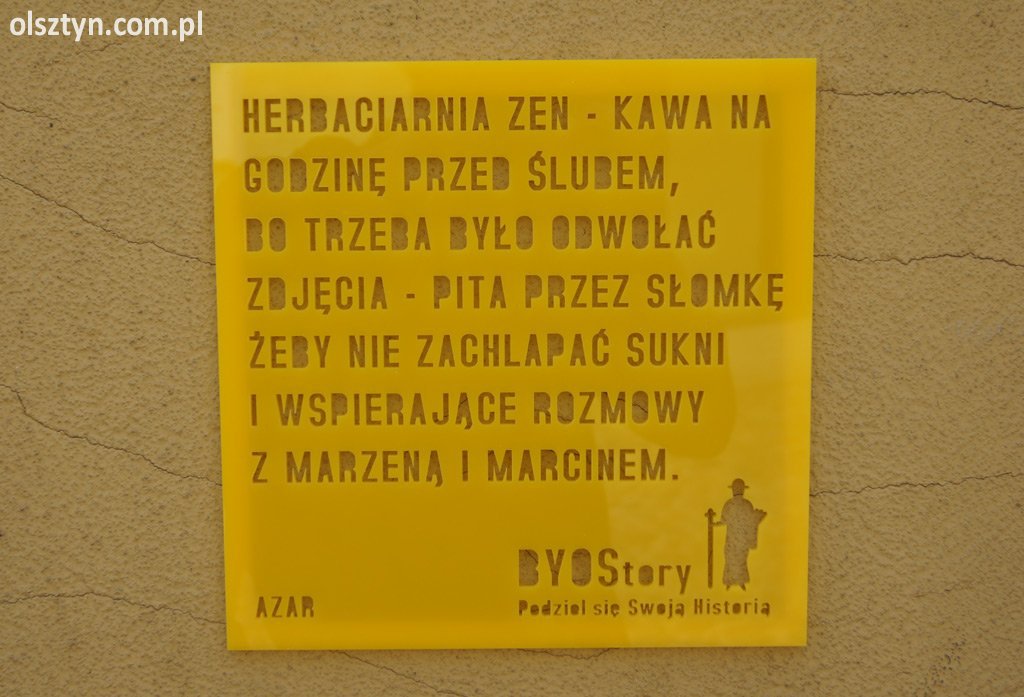 olsztyn.com.pl
HERBACIARNIA ZEN - KAWA NA
GODZINĘ PRZED ŚLUBEM,
BO TRZEBA BYŁO ODWOŁAĆ
ZDJĘCIA - PITA PRZEZ SŁOMKĘ
ŻEBY NIE ZACHLAPAĆ SUKNI
I WSPIERAJĄCE ROZMOWY
Z MARZENĄ I MARCINEM.
BYOStory
AZAR
Podziel się Swoją Historią